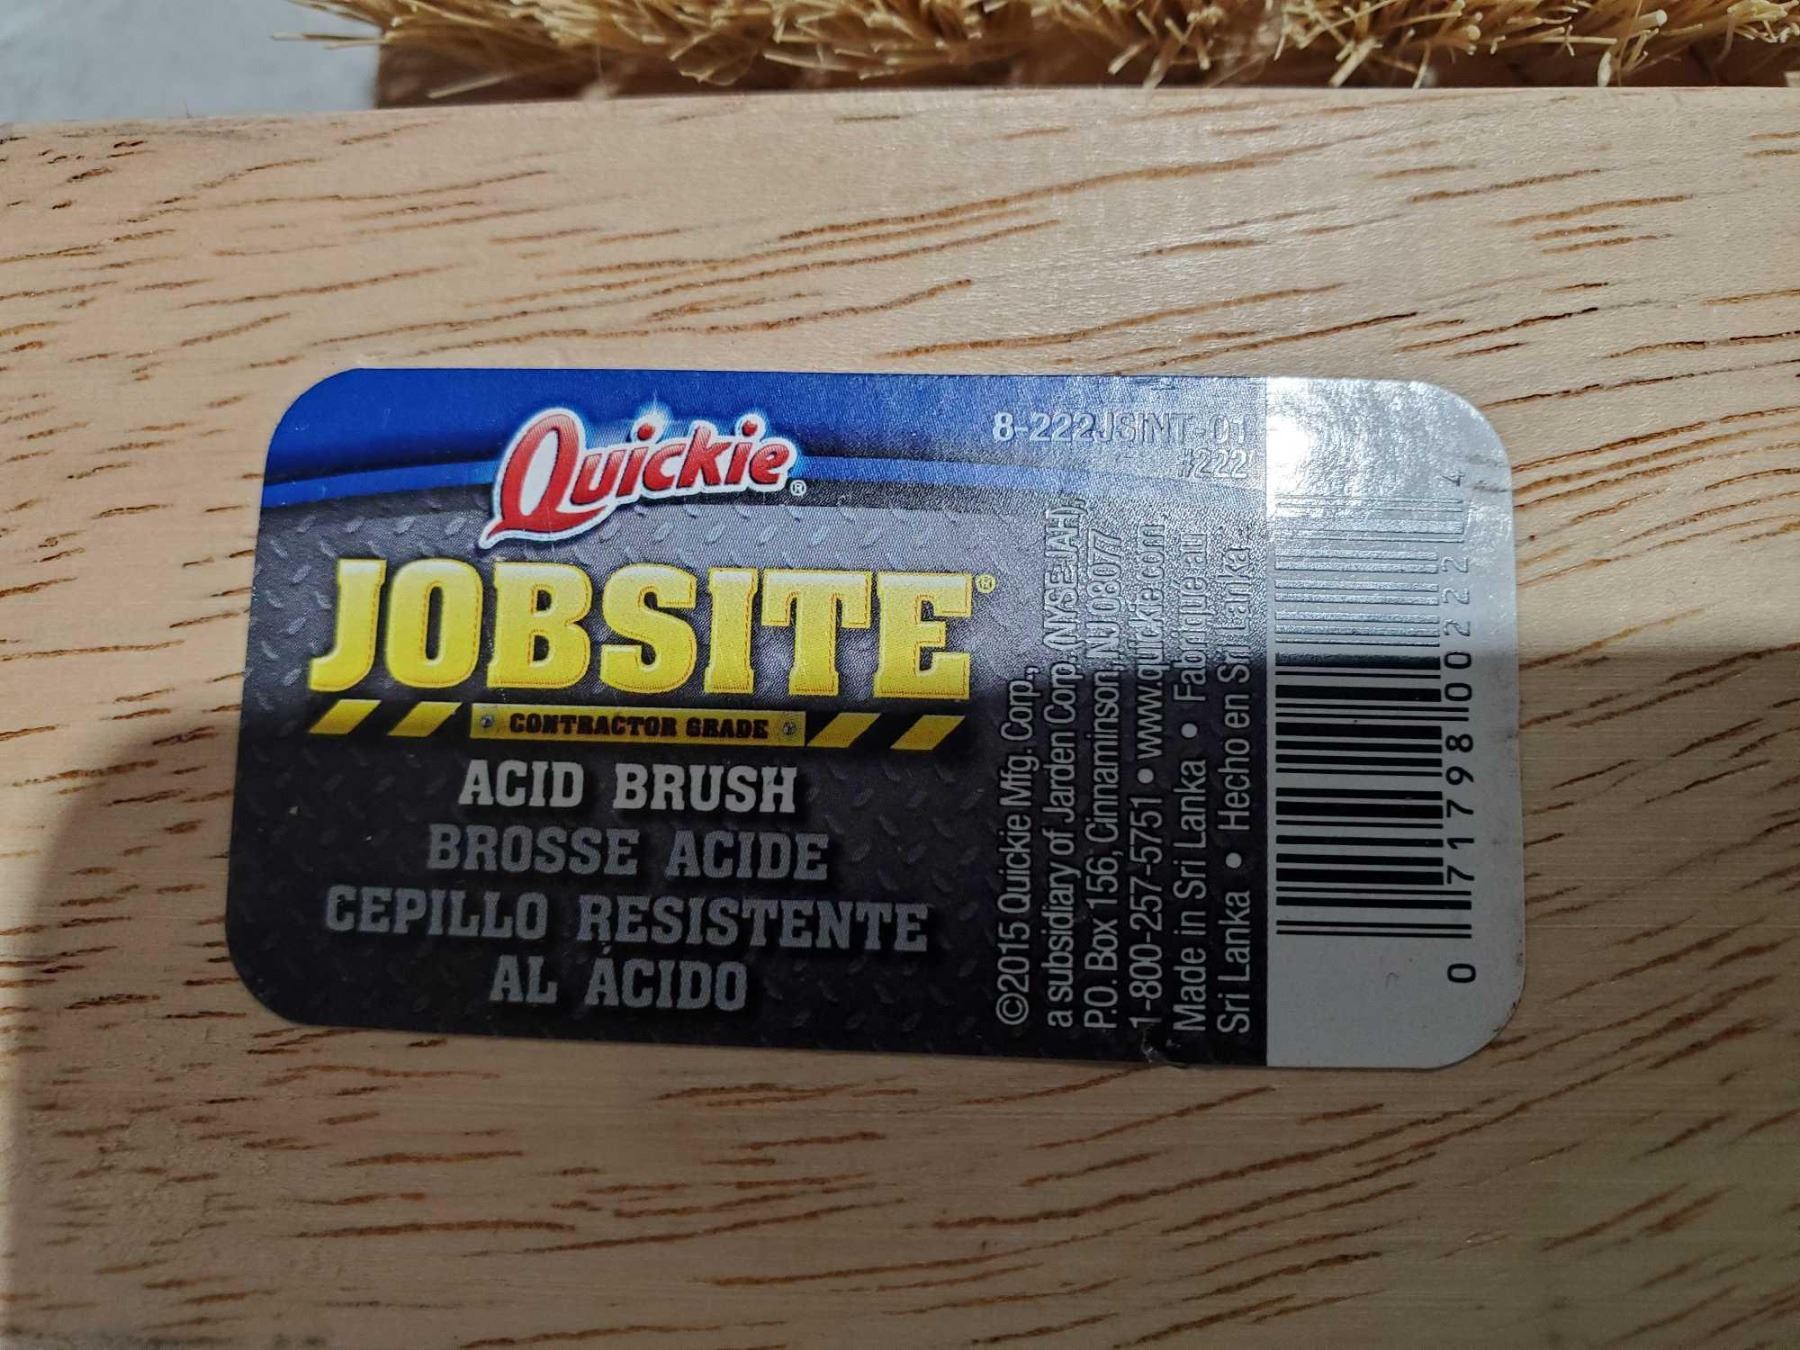 Quickie®
JOBSITE®
CONTRACTOR GRADE
ACID BRUSH
BROSSE ACIDE
CEPILLO RESISTENTE
AL ÁCIDO
8-222JSINT-01
#222
©2015 Quickie Mfg. Corp.,
a subsidiary of Jarden Corp. (NYSE:JAH),
P.O. Box 156, Cinnaminson, NJ 08077
1-800-257-5751 • www.quickie.com
Made in Sri Lanka • Fabriqué au
Sri Lanka • Hecho en Sri Lanka
0 71798 00222 4